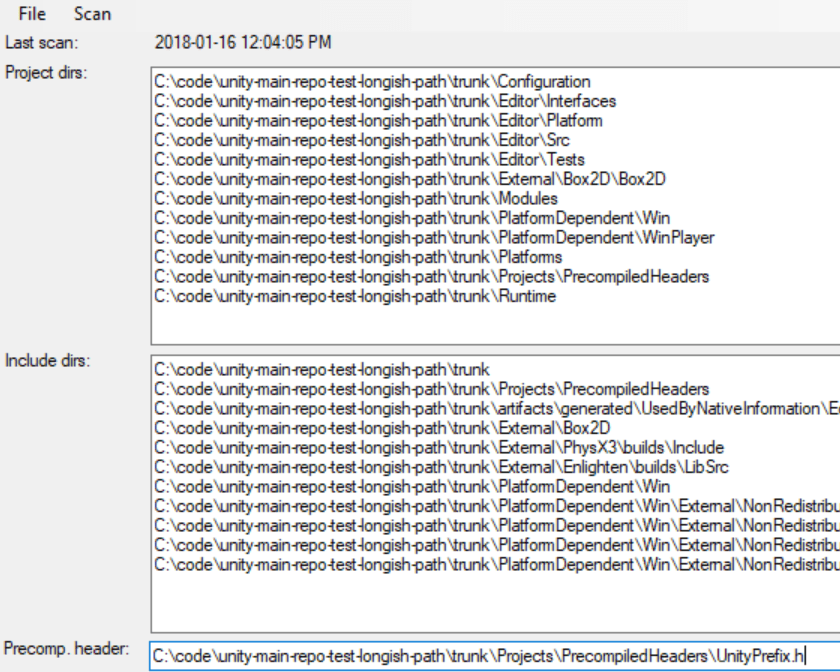 File Scan
Last scan: 2018-01-16 12:04:05 PM
Project dirs:
C:\code\unity-main-repo-test-longish-path\trunk\Configuration
C:\code\unity-main-repo-test-longish-path\trunk\Editor\Interfaces
C:\code\unity-main-repo-test-longish-path\trunk\Editor\Platform
C:\code\unity-main-repo-test-longish-path\trunk\Editor\Src
C:\code\unity-main-repo-test-longish-path\trunk\Editor\Tests
C:\code\unity-main-repo-test-longish-path\trunk\External\Box2D\Box2D
C:\code\unity-main-repo-test-longish-path\trunk\Modules
C:\code\unity-main-repo-test-longish-path\trunk\PlatformDependent\Win
C:\code\unity-main-repo-test-longish-path\trunk\PlatformDependent\WinPlayer
C:\code\unity-main-repo-test-longish-path\trunk\Platforms
C:\code\unity-main-repo-test-longish-path\trunk\Projects\PrecompiledHeaders
C:\code\unity-main-repo-test-longish-path\trunk\Runtime
Include dirs:
C:\code\unity-main-repo-test-longish-path\trunk
C:\code\unity-main-repo-test-longish-path\trunk\Projects\PrecompiledHeaders
C:\code\unity-main-repo-test-longish-path\trunk\artifacts\generated\UsedByNativeInformation\E
C:\code\unity-main-repo-test-longish-path\trunk\External\Box2D
C:\code\unity-main-repo-test-longish-path\trunk\External\PhysX3\builds\Include
C:\code\unity-main-repo-test-longish-path\trunk\External\Enlighten\builds\LibSrc
C:\code\unity-main-repo-test-longish-path\trunk\PlatformDependent\Win
C:\code\unity-main-repo-test-longish-path\trunk\PlatformDependent\Win\External\NonRedistribu
C:\code\unity-main-repo-test-longish-path\trunk\PlatformDependent\Win\External\NonRedistribu
C:\code\unity-main-repo-test-longish-path\trunk\PlatformDependent\Win\External\NonRedistribu
C:\code\unity-main-repo-test-longish-path\trunk\PlatformDependent\Win\External\NonRedistribu
Precomp. header: C:\code\unity-main-repo-test-longish-path\trunk\Projects\PrecompiledHeaders\UnityPrefix.h